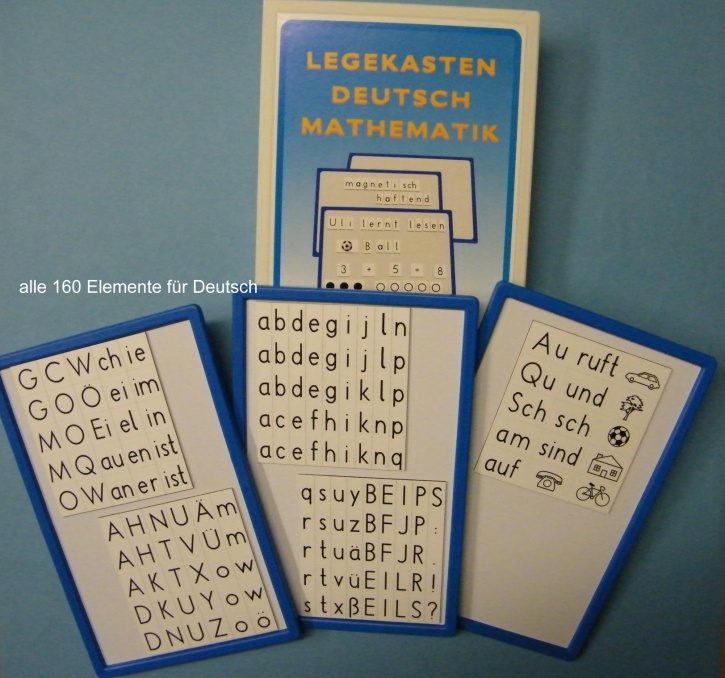 LEGEKASTEN
DEUTSCH
MATHEMATIK
magnetisch
haftend
Uli lernt lesen
Ball
3 + 5 = 8
alle 160 Elemente für Deutsch
G C W ch ie
G O Ö ei im
M O Ei el in
M Q au en ist
O W an er ist
A H N U Ä m
A H T V Ü m
A K T X o w
D K U Y o w
D N U Z o ö
a b d e g i j l n
a b d e g i j l p
a b d e g i k l p
a c e f h i k n p
a c e f h i k n q
q s u y B E I P S
r s u z B F J P :
r t u ä B F J R .
r t v ü E I L R !
s t x ß E I L S ?
Au ruft
Qu und
Sch sch
am sind
auf